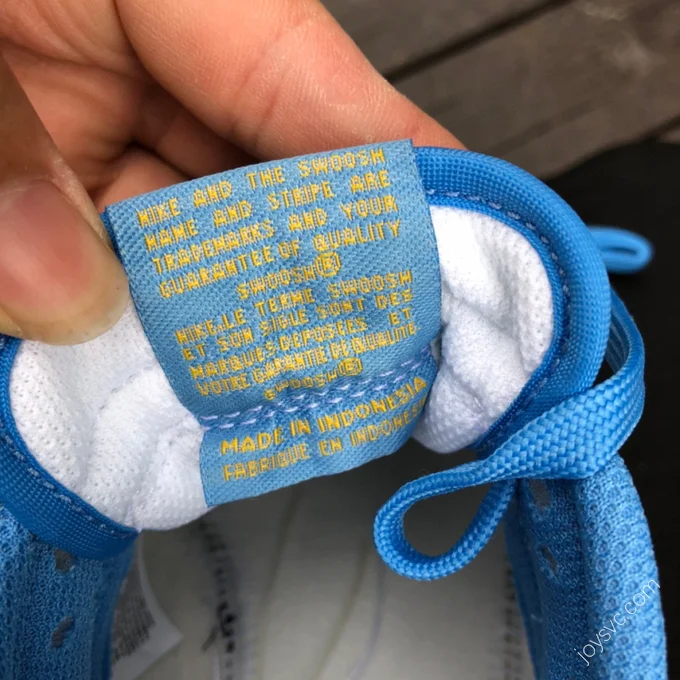 NIKE AND THE SWOOSH
NAME AND STRIPE ARE
TRADEMARKS AND YOUR
GUARANTEE OF QUALITY
SWOOSH®
NIKE,LE TERME SWOOSH
ET SON SIGLE SONT DES
MARQUES DEPOSEES ET
VOTRE GARANTIE DE QUALITE
SWOOSH®
MADE IN INDONESIA
FABRIQUE EN INDONESI
joysvc.com